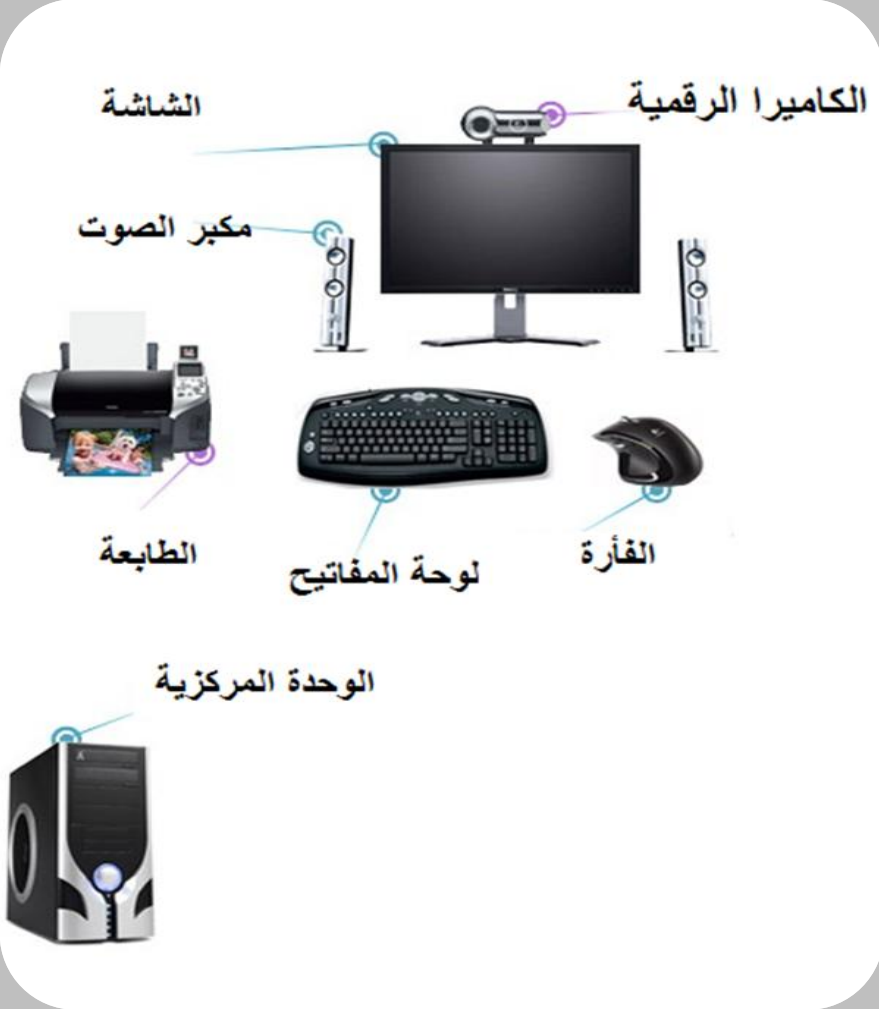 الكاميرا الرقمية
الشاشة
مكبر الصوت
الطابعة
لوحة المفاتيح
الفأرة
الوحدة المركزية